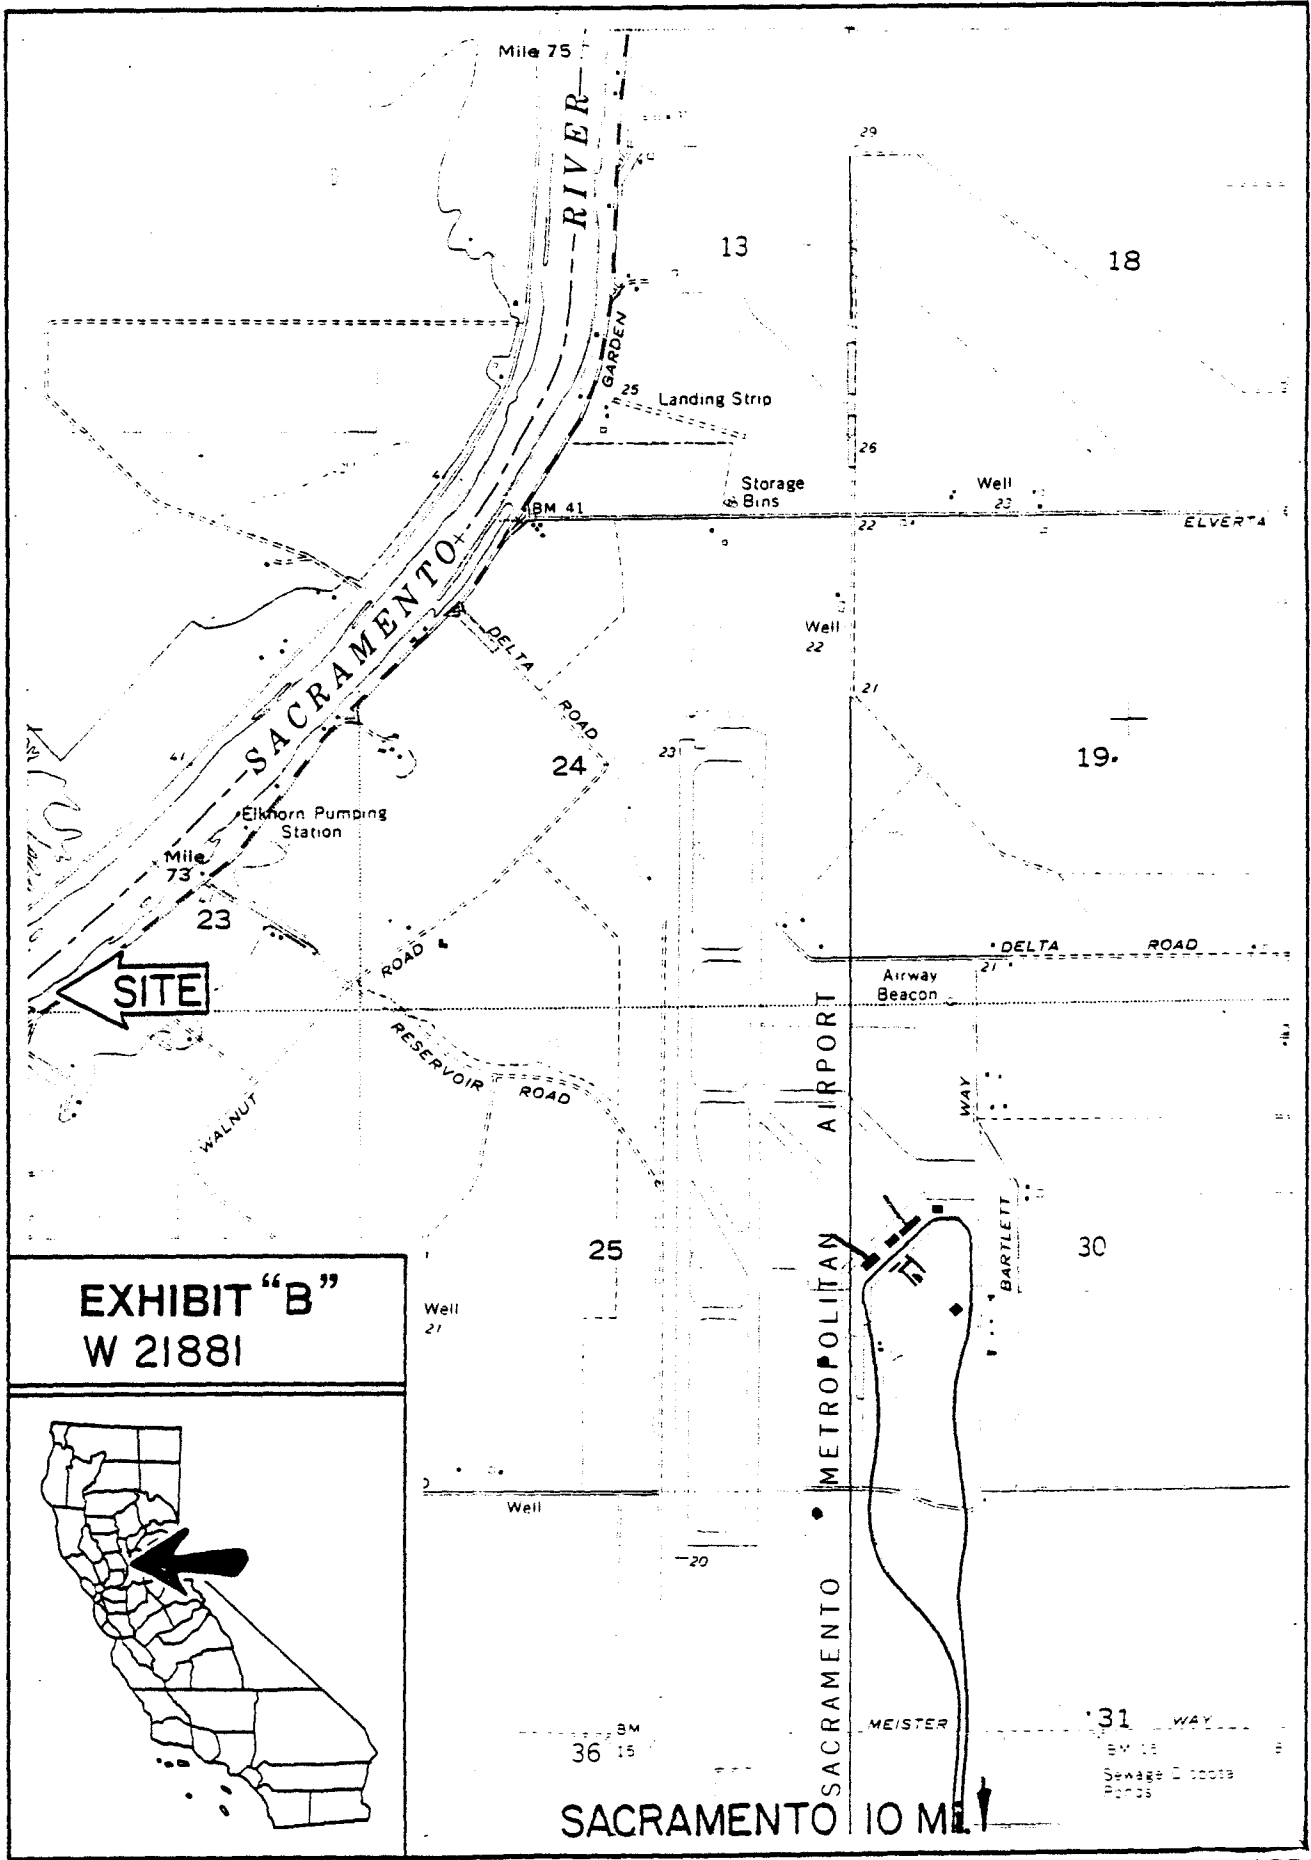 Mile 75
RIVER
29
13
18
GARDEN
25
Landing Strip
26
Storage
Bins
Well
23
BM 41
22
ELVERTA
SACRAMENTO
Well
22
DELTA
ROAD
21
41
24
23
19
Elkhorn Pumping
Station
Mile
73
23
ROAD
DELTA ROAD
21
SITE
Airway
Beacon
RESERVOIR ROAD
WALNUT
WAY
BARTLETT
25
30
SACRAMENTO METROPOLITAN AIRPORT
EXHIBIT “B”
W 21881
Well
21
Well
20
MEISTER WAY
31
BM
36 15
BM
Sewage
SACRAMENTO 10 MI.